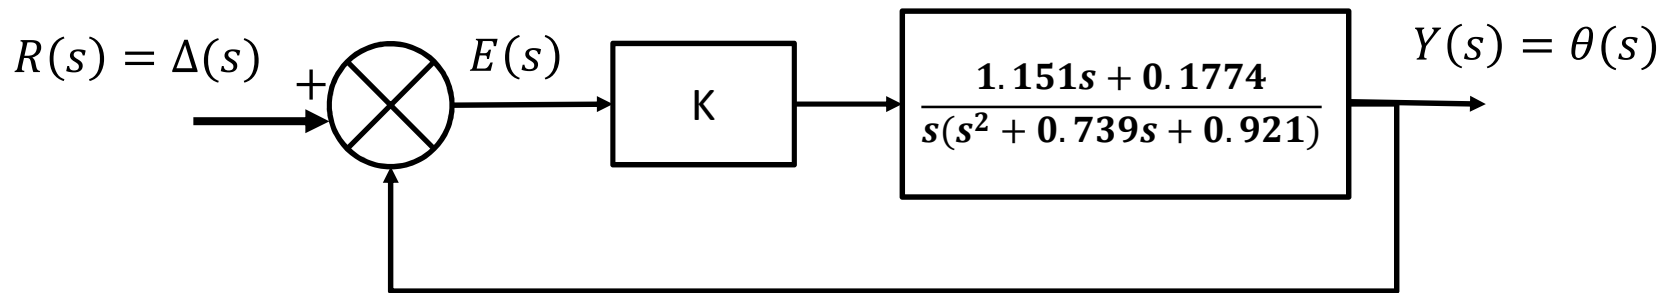 R(s) = Δ(s)
+
E(s)
K
1.151s + 0.1774
s(s² + 0.739s + 0.921)
Y(s) = θ(s)